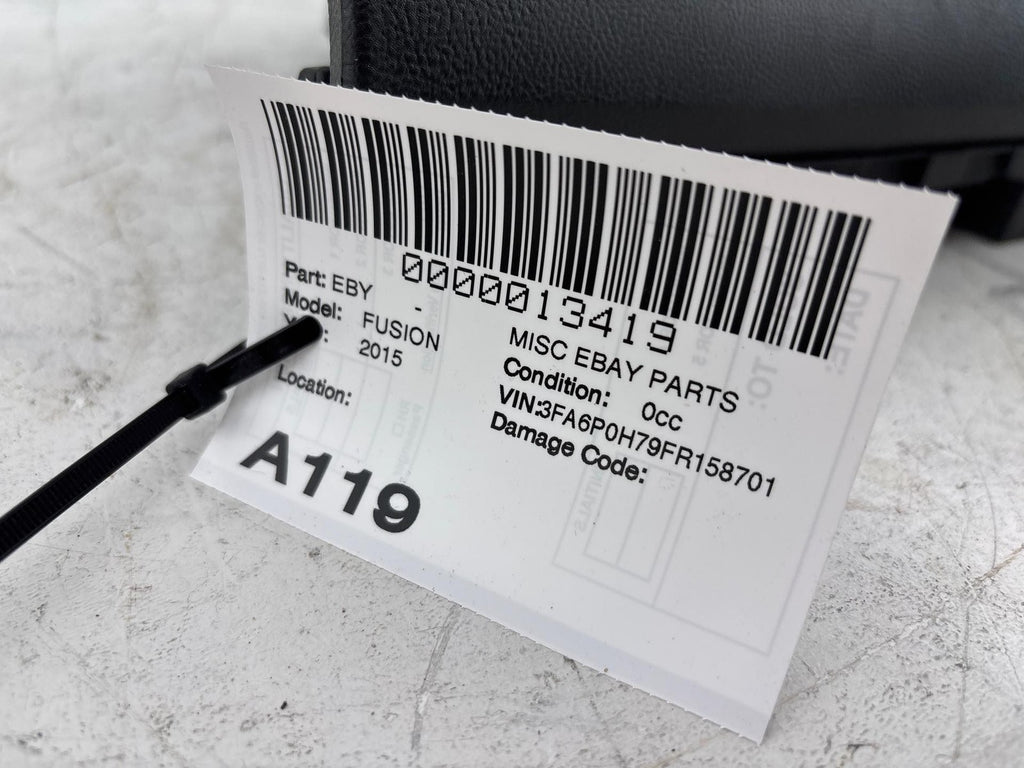 0000013419
Part: EBY - MISC EBAY PARTS
Model: FUSION Condition: 0cc
2015 VIN:3FA6P0H79FR158701
Location: Damage Code:
A119